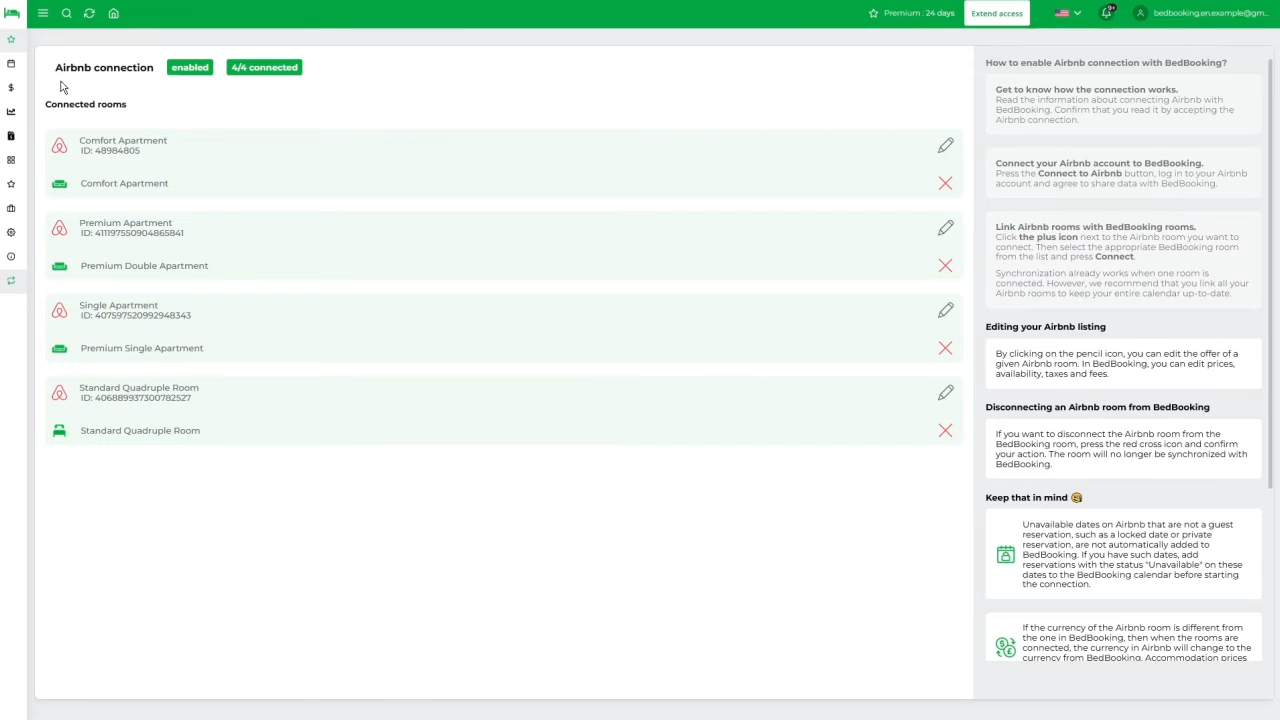 Premium : 24 days
Extend access
9+
bedbooking.en.example@gm...
Airbnb connection
enabled
4/4 connected
Connected rooms
Comfort Apartment
ID: 48984805
Comfort Apartment
Premium Apartment
ID: 411197550904865841
Premium Double Apartment
Single Apartment
ID: 407597520992948343
Premium Single Apartment
Standard Quadruple Room
ID: 406889937300782527
Standard Quadruple Room
How to enable Airbnb connection with BedBooking?
Get to know how the connection works.
Read the information about connecting Airbnb with
BedBooking. Confirm that you read it by accepting the
Airbnb connection.
Connect your Airbnb account to BedBooking.
Press the Connect to Airbnb button, log in to your Airbnb
account and agree to share data with BedBooking.
Link Airbnb rooms with BedBooking rooms.
Click the plus icon next to the Airbnb room you want to
connect. Then select the appropriate BedBooking room
from the list and press Connect.
Synchronization already works when one room is
connected. However, we recommend that you link all your
Airbnb rooms to keep your entire calendar up-to-date.
Editing your Airbnb listing
By clicking on the pencil icon, you can edit the offer of a
given Airbnb room. In BedBooking, you can edit prices,
availability, taxes and fees.
Disconnecting an Airbnb room from BedBooking
If you want to disconnect the Airbnb room from the
BedBooking room, press the red cross icon and confirm
your action. The room will no longer be synchronized with
BedBooking.
Keep that in mind
Unavailable dates on Airbnb that are not a guest
reservation, such as a locked date or private
reservation, are not automatically added to
BedBooking. If you have such dates, add
reservations with the status "Unavailable" on these
dates to the BedBooking calendar before starting
the connection.
If the currency of the Airbnb room is different from
the one in BedBooking, then when the rooms are
connected, the currency in Airbnb will change to the
currency from BedBooking. Accommodation prices